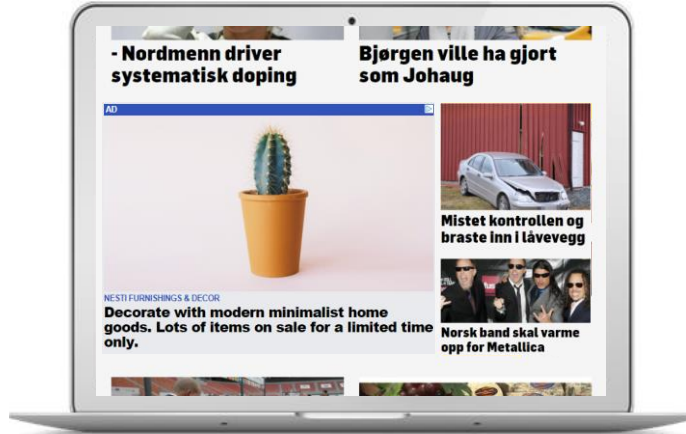 - Nordmenn driver
systematisk doping
Bjørgen ville ha gjort
som Johaug
AD
NESTI FURNISHINGS & DECOR
Decorate with modern minimalist home
goods. Lots of items on sale for a limited time
only.
Mistet kontrollen og
braste inn i låvevegg
Norsk band skal varme
opp for Metallica